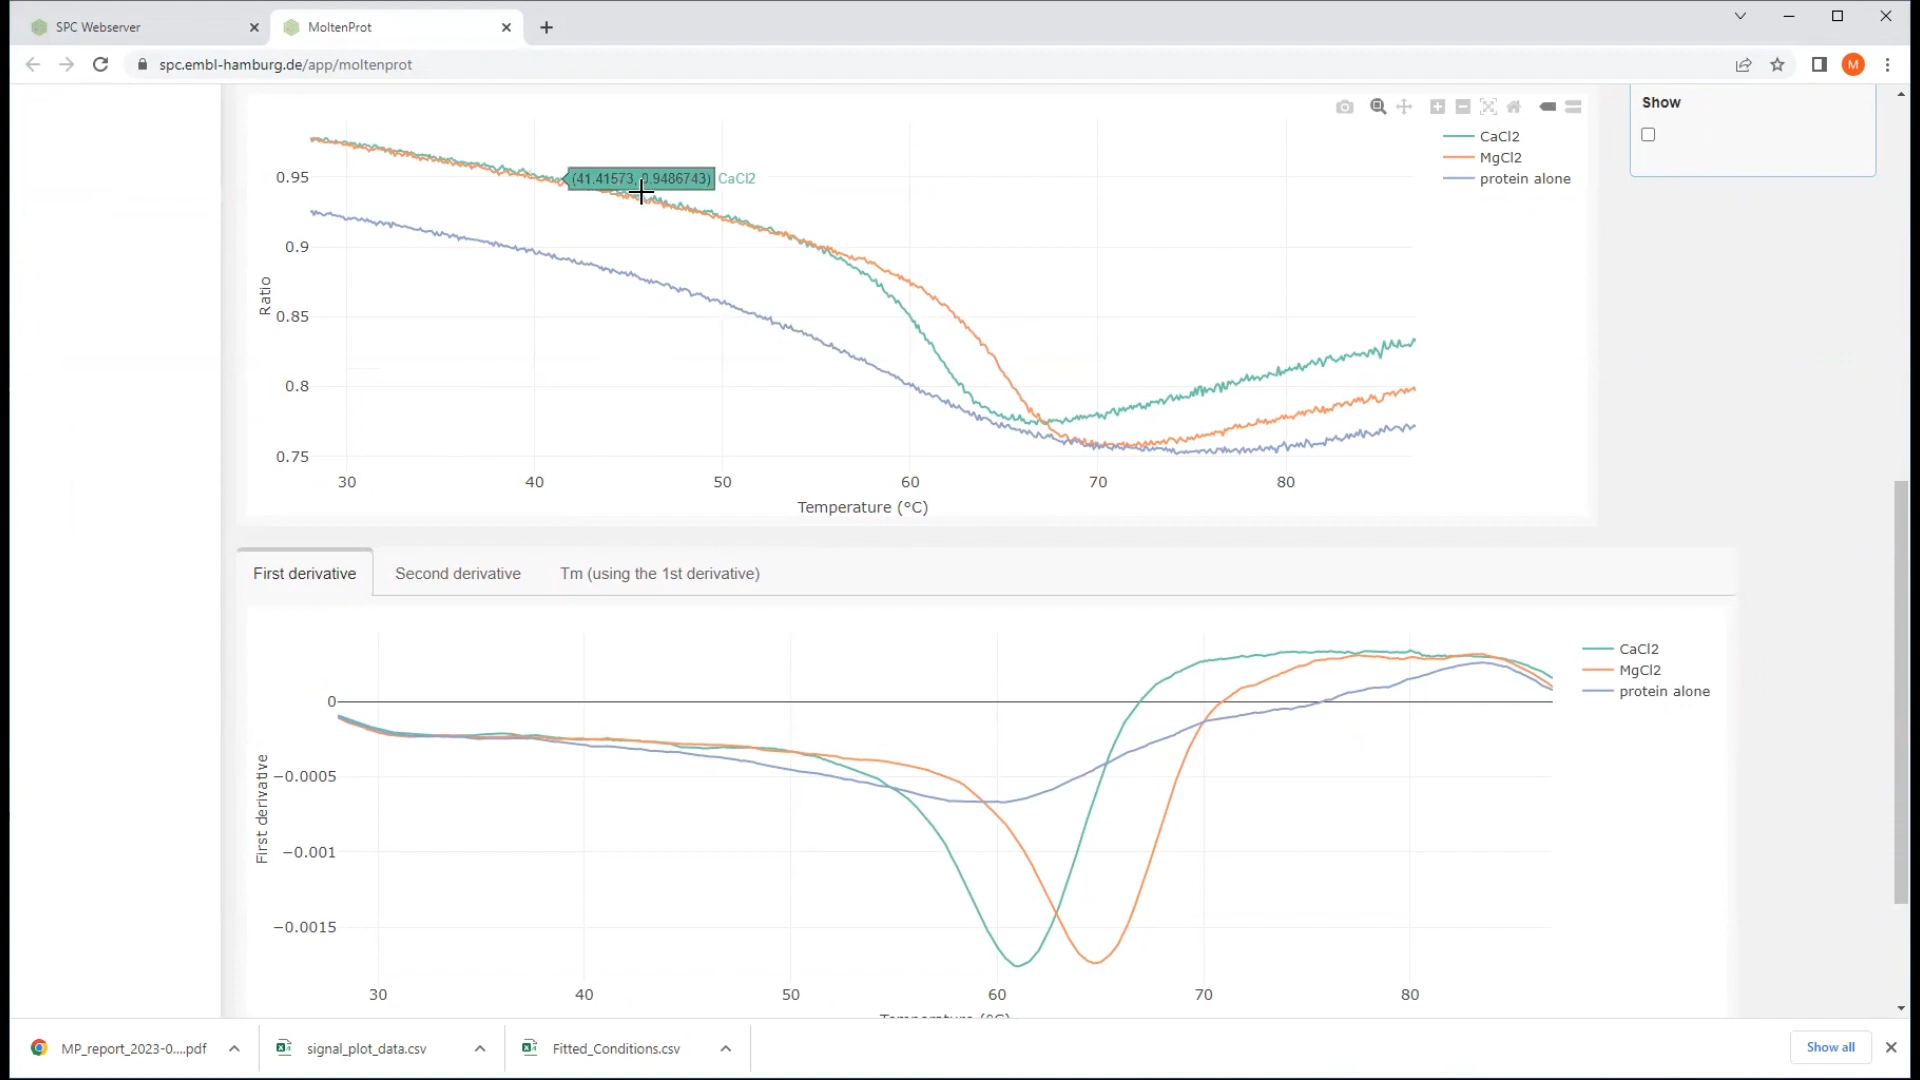 SPC Webserver
MoltenProt
spc.embl-hamburg.de/app/moltenprot
M
Show
CaCl2
MgCl2
protein alone
(41.41573, 0.9486743) CaCl2
0.95
0.9
0.85
0.8
0.75
Ratio
30 40 50 60 70 80
Temperature (°C)
First derivative Second derivative Tm (using the 1st derivative)
CaCl2
MgCl2
protein alone
0
−0.0005
−0.001
−0.0015
First derivative
30 40 50 60 70 80
Temperature (°C)
MP_report_2023-0....pdf signal_plot_data.csv Fitted_Conditions.csv Show all